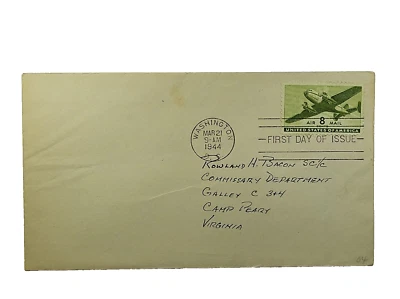 WASHINGTON
MAR 21
9-AM
1944
AIR 8 MAIL
UNITED STATES OF AMERICA
FIRST DAY OF ISSUE
ROWLAND H. BACON SC/C
COMMISSARY DEPARTMENT
GALLEY C 3+4
CAMP PEARY
VIRGINIA